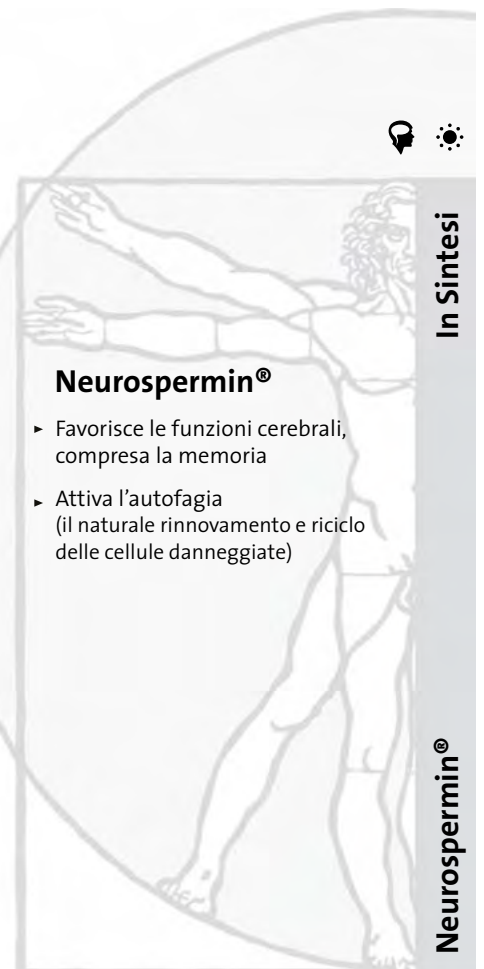 In Sintesi
Neurospermin®
► Favorisce le funzioni cerebrali,
compresa la memoria
► Attiva l’autofagia
(il naturale rinnovamento e riciclo
delle cellule danneggiate)
Neurospermin®